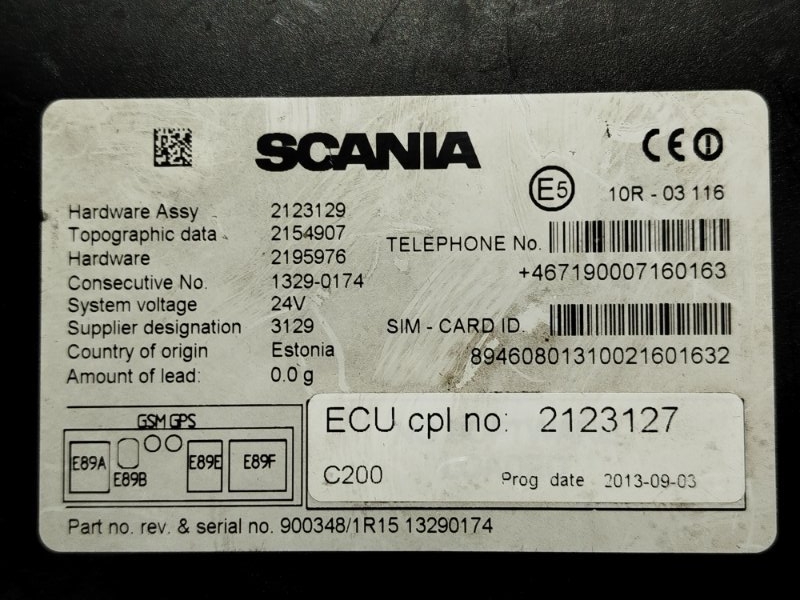 SCANIA
CE
E5
10R - 03 116
Hardware Assy 2123129
Topographic data 2154907
Hardware 2195976
Consecutive No. 1329-0174
System voltage 24V
Supplier designation 3129
Country of origin Estonia
Amount of lead: 0.0 g
TELEPHONE No.
+467190007160163
SIM - CARD ID.
89460801310021601632
GSM GPS
E89A E89B E89E E89F
ECU cpl no: 2123127
C200 Prog date 2013-09-03
Part no. rev. & serial no. 900348/1R15 13290174